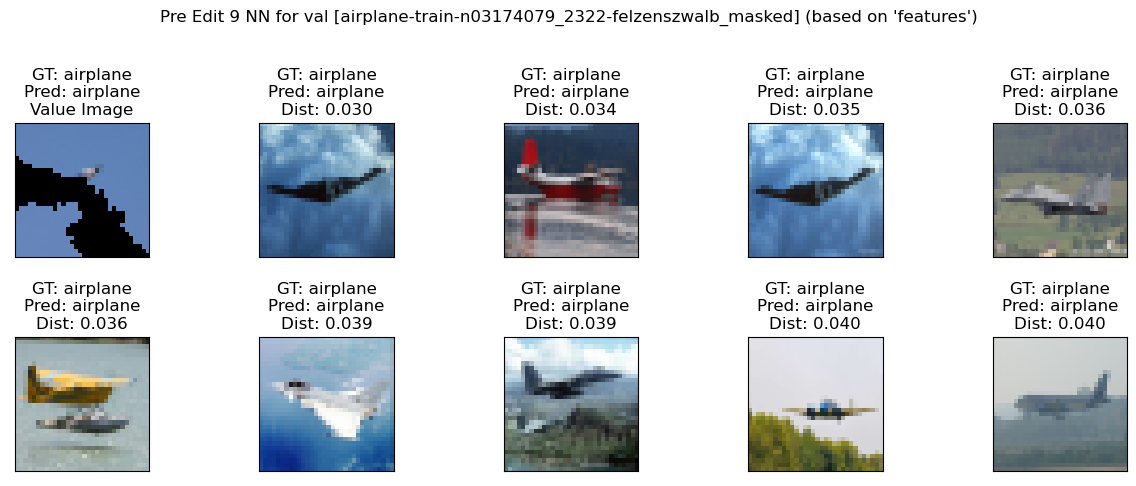 Pre Edit 9 NN for val [airplane-train-n03174079_2322-felzenszwalb_masked] (based on 'features')
GT: airplane
Pred: airplane
Value Image
GT: airplane
Pred: airplane
Dist: 0.030
GT: airplane
Pred: airplane
Dist: 0.034
GT: airplane
Pred: airplane
Dist: 0.035
GT: airplane
Pred: airplane
Dist: 0.036
GT: airplane
Pred: airplane
Dist: 0.036
GT: airplane
Pred: airplane
Dist: 0.039
GT: airplane
Pred: airplane
Dist: 0.039
GT: airplane
Pred: airplane
Dist: 0.040
GT: airplane
Pred: airplane
Dist: 0.040